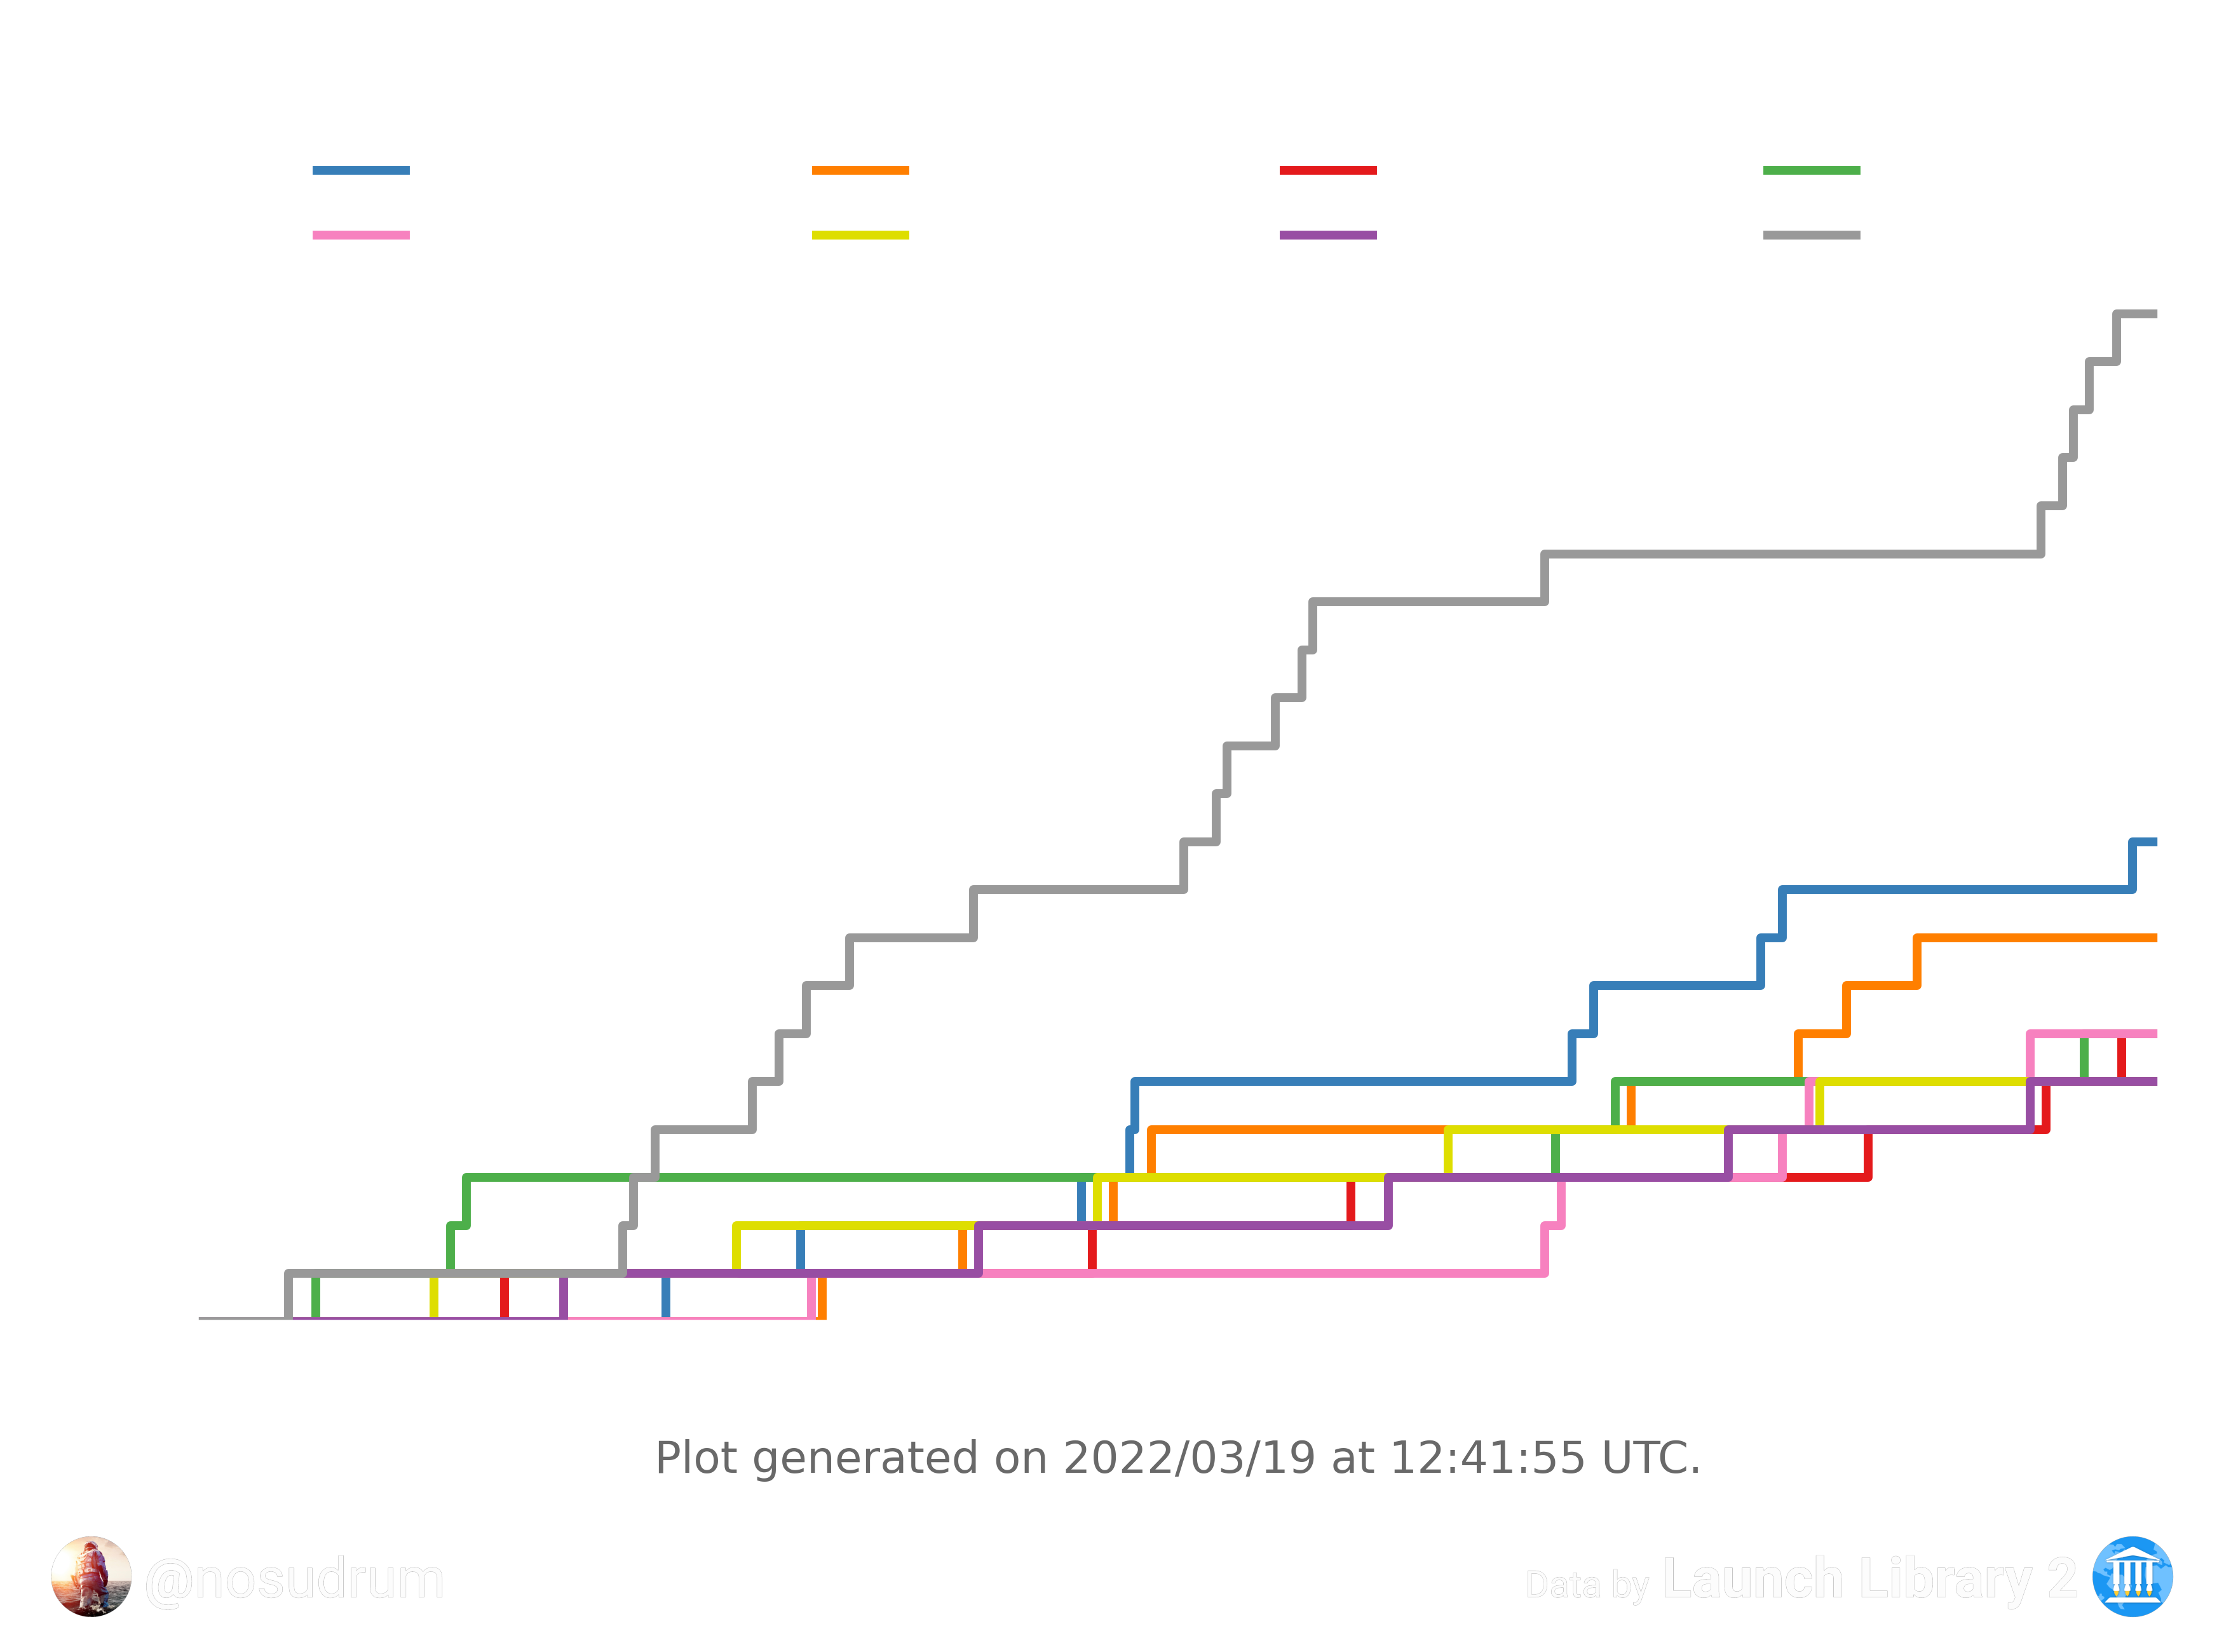 Plot generated on 2022/03/19 at 12:41:55 UTC.
@nosudrum
Data by Launch Library 2